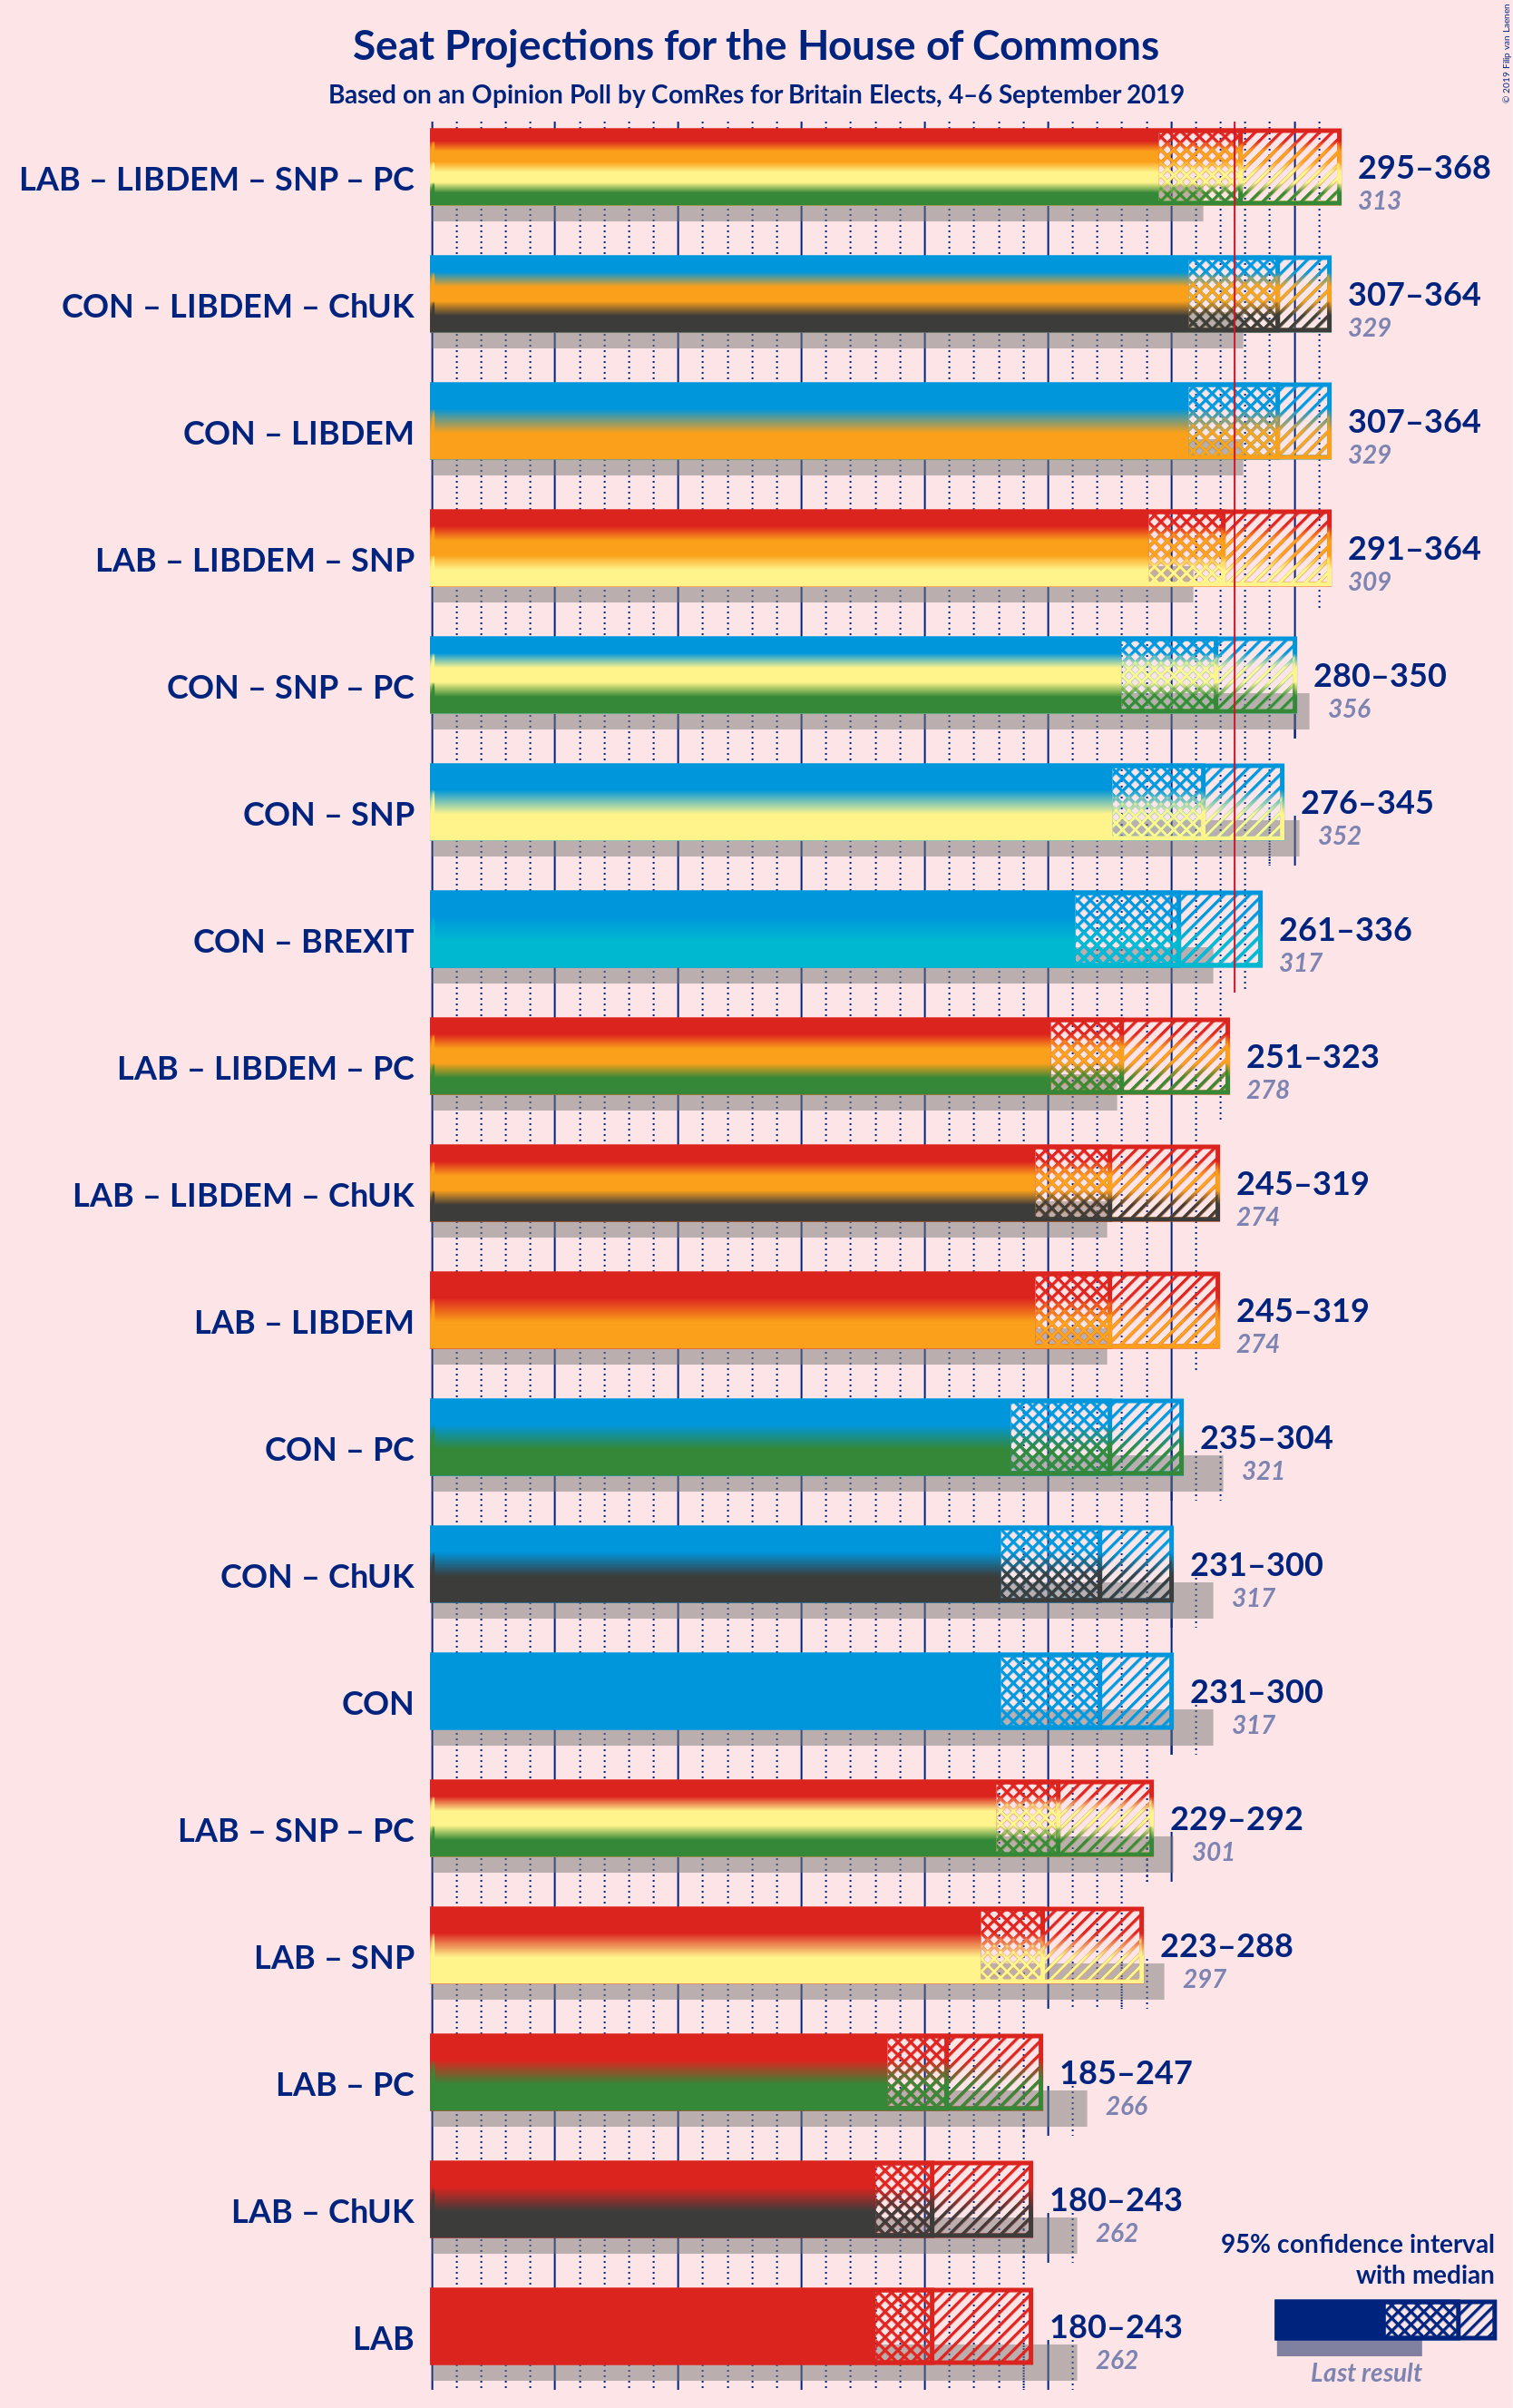 Seat Projections for the House of Commons
Based on an Opinion Poll by ComRes for Britain Elects, 4–6 September 2019
© 2019 Filip van Laenen
LAB – LIBDEM – SNP – PC
295–368
313
CON – LIBDEM – ChUK
307–364
329
CON – LIBDEM
307–364
329
LAB – LIBDEM – SNP
291–364
309
CON – SNP – PC
280–350
356
CON – SNP
276–345
352
CON – BREXIT
261–336
317
LAB – LIBDEM – PC
251–323
278
LAB – LIBDEM – ChUK
245–319
274
LAB – LIBDEM
245–319
274
CON – PC
235–304
321
CON – ChUK
231–300
317
CON
231–300
317
LAB – SNP – PC
229–292
301
LAB – SNP
223–288
297
LAB – PC
185–247
266
LAB – ChUK
180–243
262
LAB
180–243
262
95% confidence interval
with median
Last result